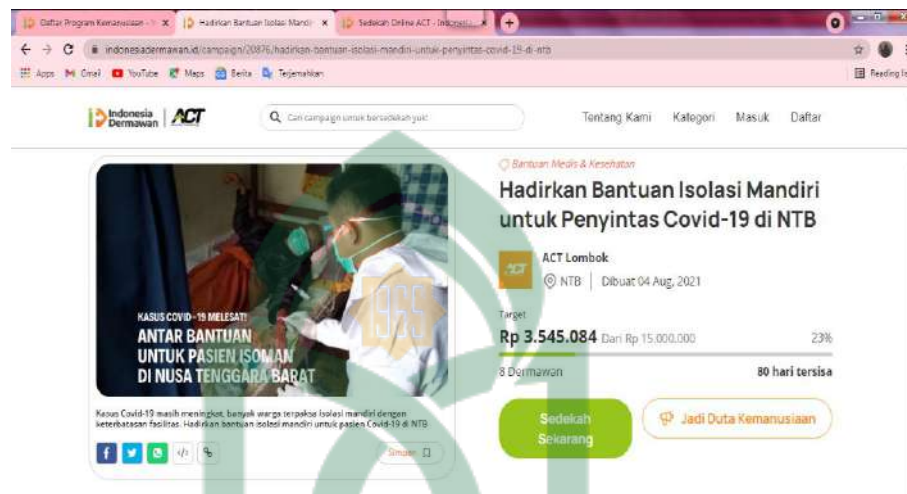 Daftar Program Kemanusiaan - 
Hadirkan Bantuan Isolasi Mandiri
Sedekah Online ACT - Indonesia
indonesiadermawan.id/campaign/20876/hadirkan-bantuan-isolasi-mandiri-untuk-penyintas-covid-19-di-ntb
Apps Gmail YouTube Maps Berita Terjemahkan Reading list
Indonesia Dermawan ACT
Cari campaign untuk bersedekah yuk!
Tentang Kami Kategori Masuk Daftar
KASUS COVID-19 MELESAT!
ANTAR BANTUAN
UNTUK PASIEN ISOMAN
DI NUSA TENGGARA BARAT
1965
Kasus Covid-19 masih meningkat, banyak warga terpaksa isolasi mandiri dengan
keterbatasan fasilitas. Hadirkan bantuan isolasi mandiri untuk pasien Covid-19 di NTB
Simpan
Bantuan Medis & Kesehatan
Hadirkan Bantuan Isolasi Mandiri
untuk Penyintas Covid-19 di NTB
ACT
ACT Lombok
NTB | Dibuat 04 Aug, 2021
Target
Rp 3.545.084 Dari Rp 15.000.000 23%
8 Dermawan 80 hari tersisa
Sedekah
Sekarang
Jadi Duta Kemanusiaan